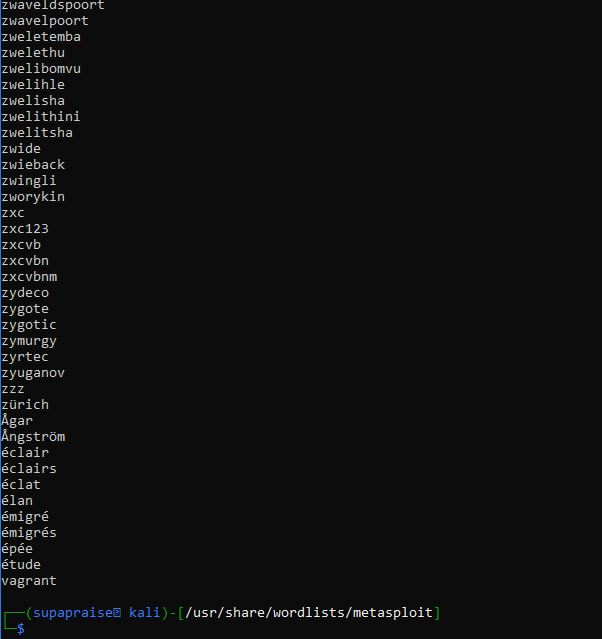 zwaveldspoort
zwavelpoort
zweletemba
zwelethu
zwelibomvu
zwelihle
zwelisha
zwelithini
zwelitsha
zwide
zwieback
zwingli
zworykin
zxc
zxc123
zxcvb
zxcvbn
zxcvbnm
zydeco
zygote
zygotic
zymurgy
zyrtec
zyuganov
zzz
zürich
Ågar
Ångström
éclair
éclairs
éclat
élan
émigré
émigrés
épée
étude
vagrant
┌──(supapraise㉿ kali)-[/usr/share/wordlists/metasploit]
└─$